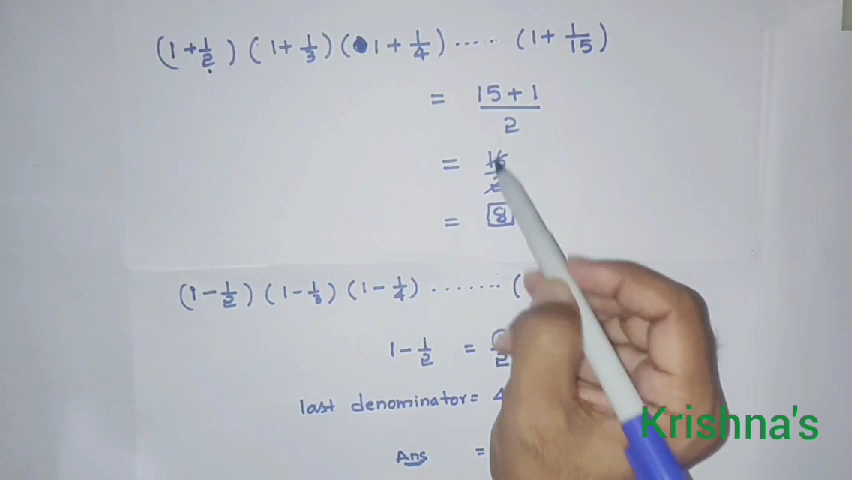 (1 + 1/2) (1 + 1/3) (1 + 1/4) ..... (1 + 1/15)
= 15 + 1 / 2
= 16/2
= 8
(1 - 1/2) (1 - 1/3) (1 - 1/4) ....... (
1 - 1/2 =
last denominator = 4
Ans =
Krishna's